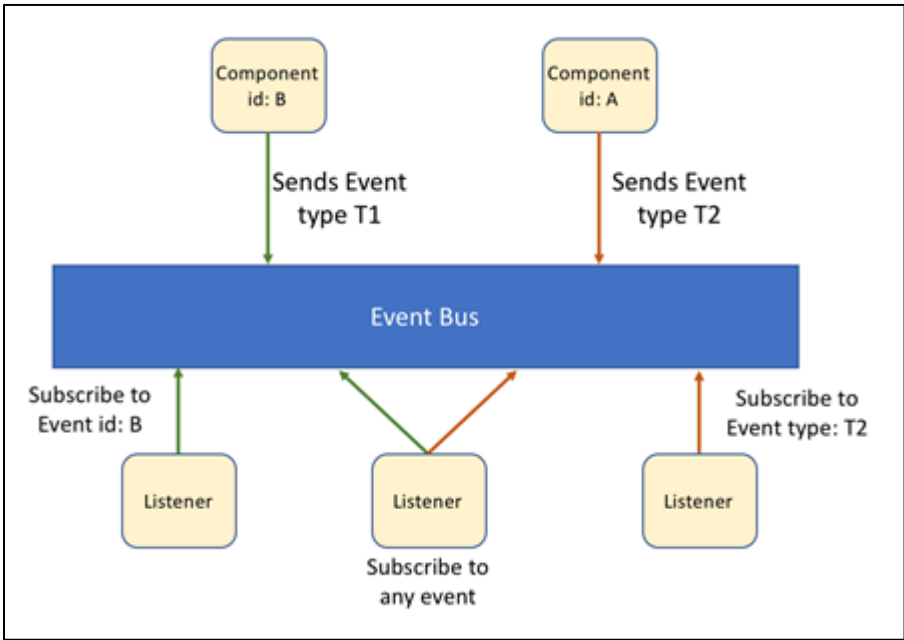 Component
id: B
Component
id: A
Sends Event
type T1
Sends Event
type T2
Event Bus
Subscribe to
Event id: B
Subscribe to
Event type: T2
Listener
Listener
Listener
Subscribe to
any event